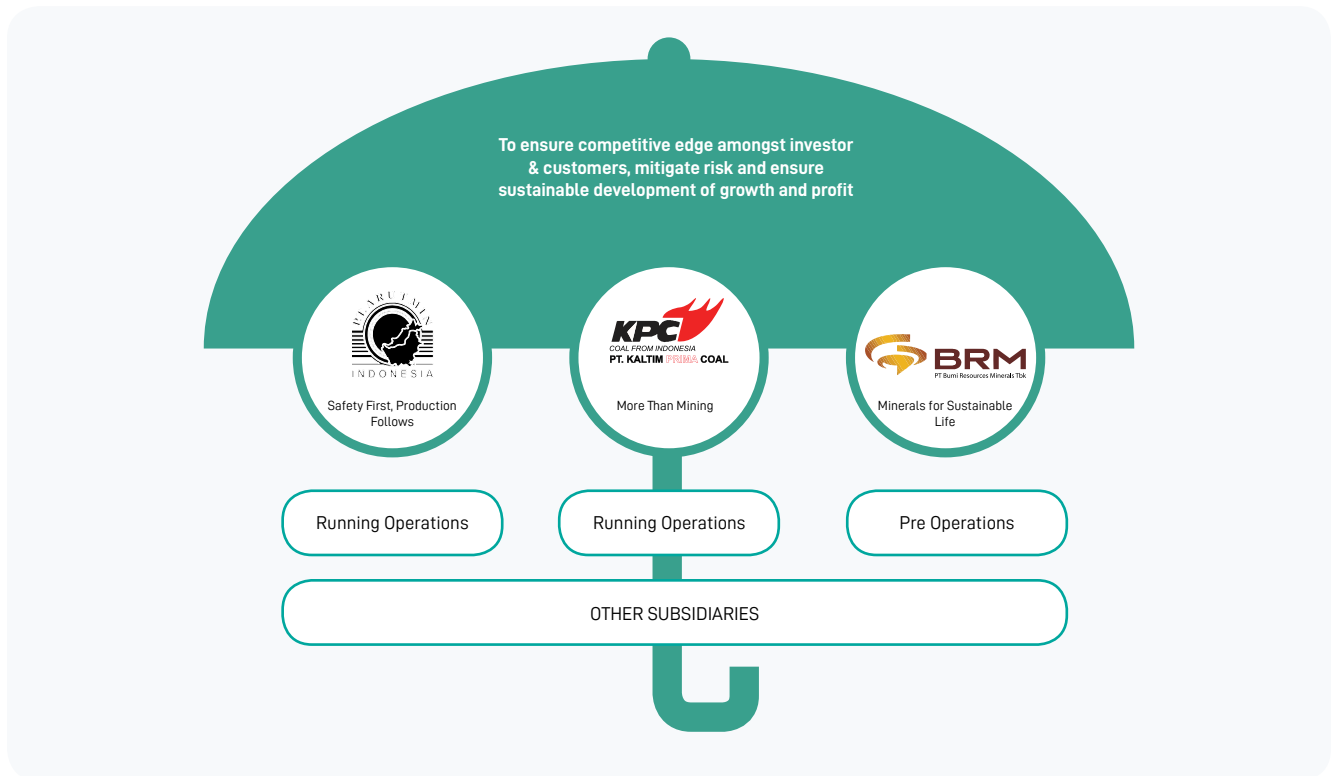 To ensure competitive edge amongst investor
& customers, mitigate risk and ensure
sustainable development of growth and profit
ARUTMIN
INDONESIA
Safety First, Production
Follows
KPC
COAL FROM INDONESIA
PT. KALTIM PRIMA COAL
More Than Mining
BRM
PT Bumi Resources Minerals Tbk
Minerals for Sustainable
Life
Running Operations
Running Operations
Pre Operations
OTHER SUBSIDIARIES